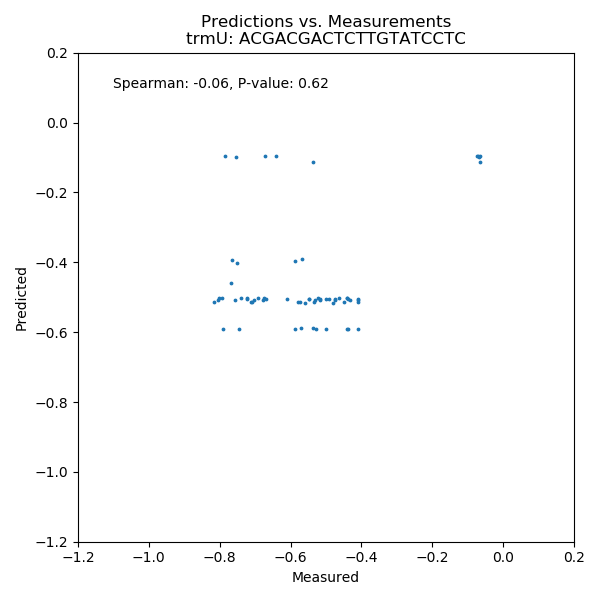 Predictions vs. Measurements
trmU: ACGACGACTCTTGTATCCTC
Spearman: -0.06, P-value: 0.62
0.2
0.0
−0.2
−0.4
−0.6
−0.8
−1.0
−1.2
Predicted
−1.2 −1.0 −0.8 −0.6 −0.4 −0.2 0.0 0.2
Measured